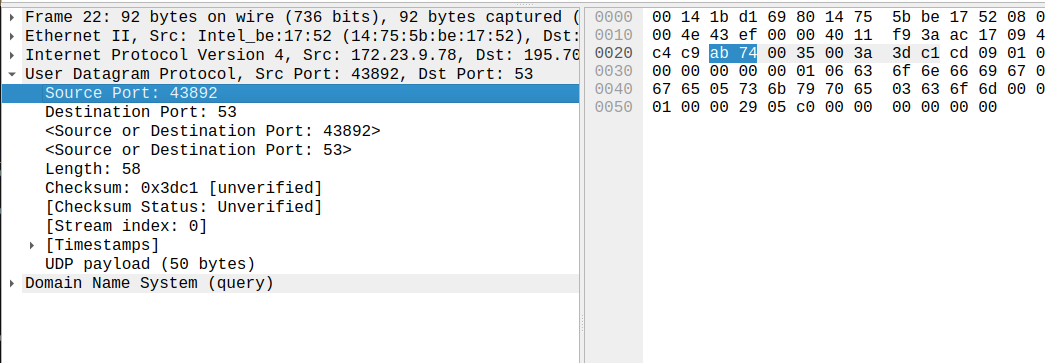 Frame 22: 92 bytes on wire (736 bits), 92 bytes captured (
Ethernet II, Src: Intel_be:17:52 (14:75:5b:be:17:52), Dst:
Internet Protocol Version 4, Src: 172.23.9.78, Dst: 195.70
User Datagram Protocol, Src Port: 43892, Dst Port: 53
Source Port: 43892
Destination Port: 53
<Source or Destination Port: 43892>
<Source or Destination Port: 53>
Length: 58
Checksum: 0x3dc1 [unverified]
[Checksum Status: Unverified]
[Stream index: 0]
[Timestamps]
UDP payload (50 bytes)
Domain Name System (query)
0000 00 14 1b d1 69 80 14 75 5b be 17 52 08 0
0010 00 4e 43 ef 00 00 40 11 f9 3a ac 17 09 4
0020 c4 c9 ab 74 00 35 00 3a 3d c1 cd 09 01 0
0030 00 00 00 00 00 01 06 63 6f 6e 66 69 67 0
0040 67 65 05 73 6b 79 70 65 03 63 6f 6d 00 0
0050 01 00 00 29 05 c0 00 00 00 00 00 00